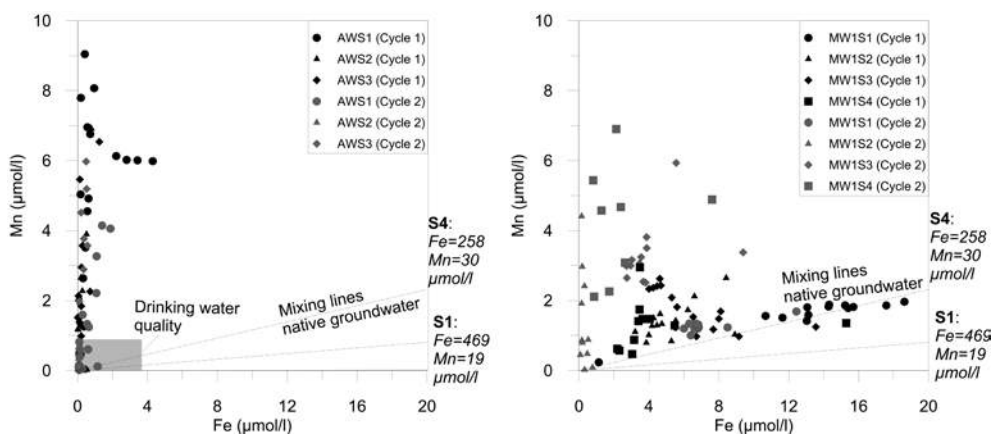 10
8
6
4
2
0
Mn (µmol/l)
0
4
8
12
16
20
Fe (µmol/l)
AWS1 (Cycle 1)
AWS2 (Cycle 1)
AWS3 (Cycle 1)
AWS1 (Cycle 2)
AWS2 (Cycle 2)
AWS3 (Cycle 2)
Drinking water
quality
Mixing lines
native groundwater
S4:
Fe=258
Mn=30
µmol/l
S1:
Fe=469
Mn=19
µmol/l
10
8
6
4
2
0
Mn (µmol/l)
0
4
8
12
16
20
Fe (µmol/l)
MW1S1 (Cycle 1)
MW1S2 (Cycle 1)
MW1S3 (Cycle 1)
MW1S4 (Cycle 1)
MW1S1 (Cycle 2)
MW1S2 (Cycle 2)
MW1S3 (Cycle 2)
MW1S4 (Cycle 2)
Mixing lines
native groundwater
S4:
Fe=258
Mn=30
µmol/l
S1:
Fe=469
Mn=19
µmol/l